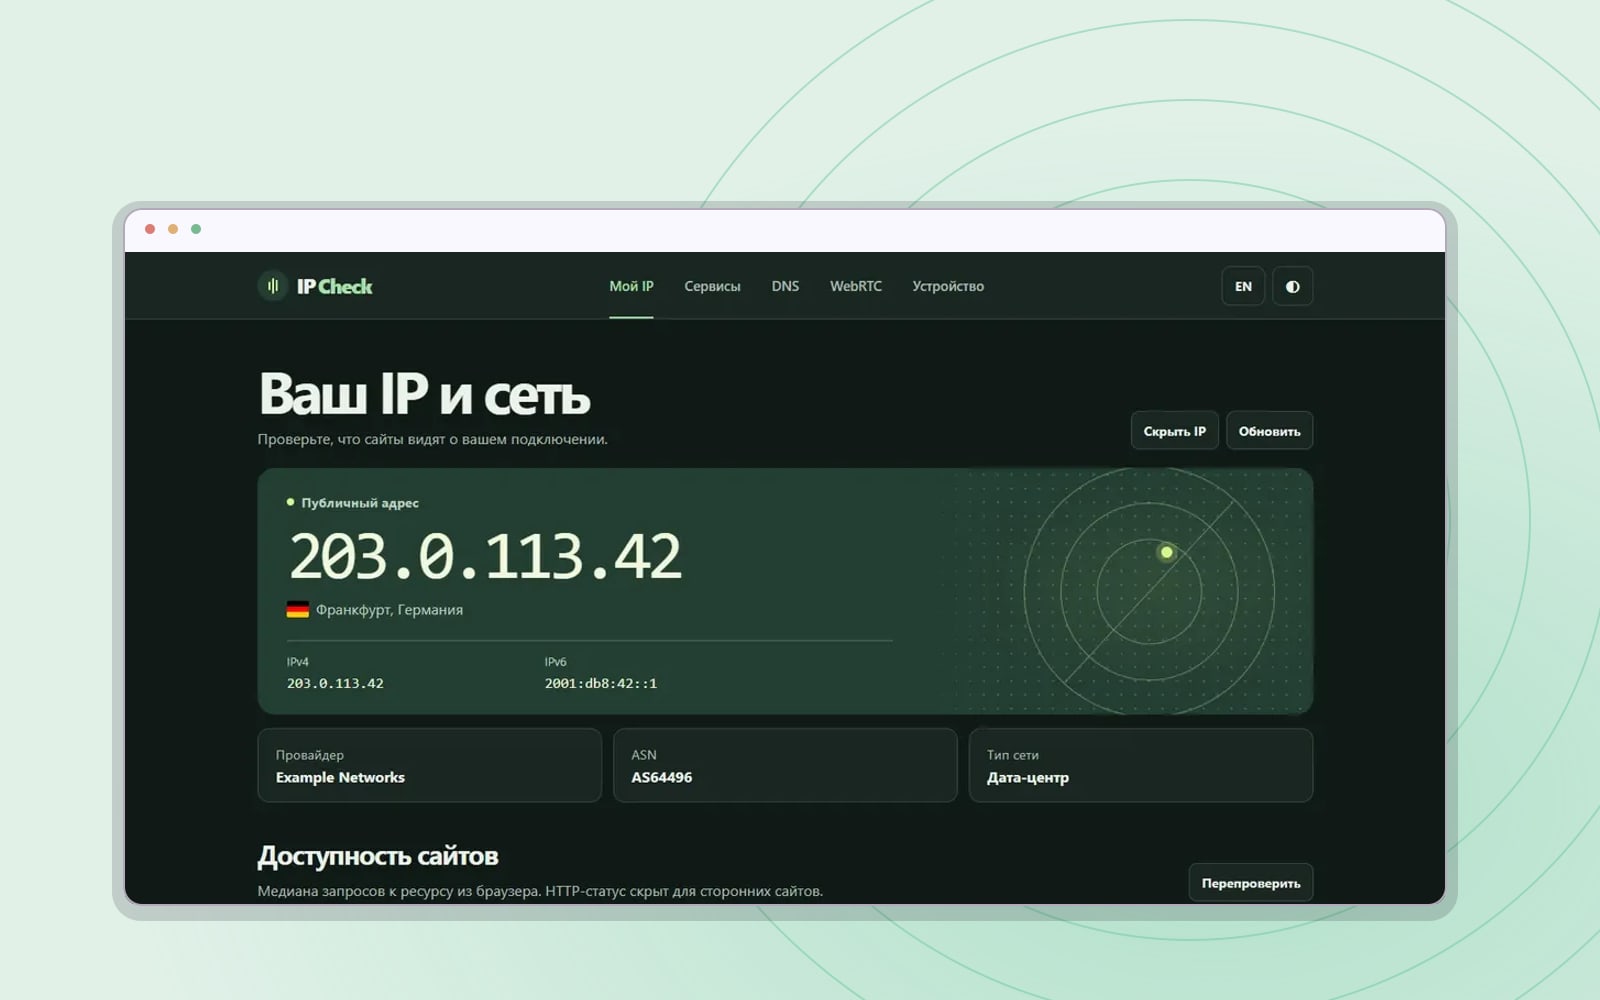 IPCheck
Мой IP Сервисы DNS WebRTC Устройство
EN
Ваш IP и сеть
Проверьте, что сайты видят о вашем подключении.
Скрыть IP Обновить
Публичный адрес
203.0.113.42
Франкфурт, Германия
IPv4 IPv6
203.0.113.42 2001:db8:42::1
Провайдер
Example Networks
ASN
AS64496
Тип сети
Дата-центр
Доступность сайтов
Медиана запросов к ресурсу из браузера. HTTP-статус скрыт для сторонних сайтов.
Перепроверить